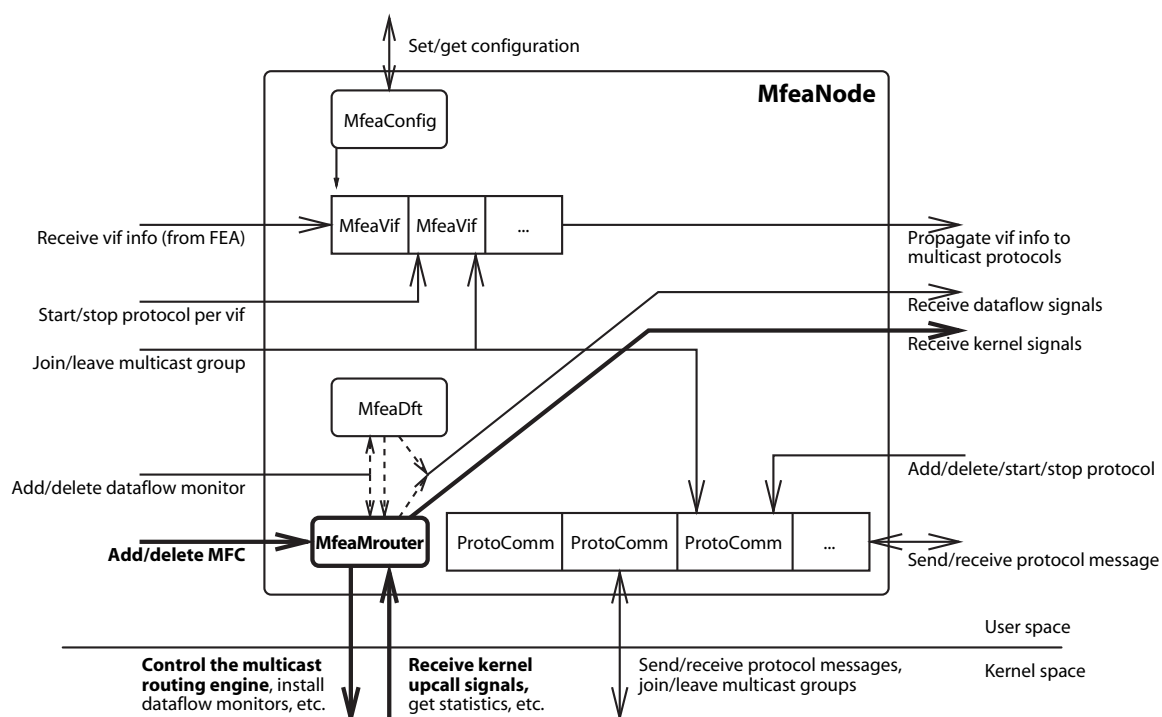 Set/get configuration
MfeaNode
MfeaConfig
MfeaVif MfeaVif ...
Receive vif info (from FEA)
Propagate vif info to
multicast protocols
Start/stop protocol per vif
Receive dataflow signals
Receive kernel signals
Join/leave multicast group
MfeaDft
Add/delete dataflow monitor
Add/delete/start/stop protocol
Add/delete MFC
MfeaMrouter
ProtoComm ProtoComm ProtoComm ...
Send/receive protocol message
User space
Kernel space
Control the multicast
routing engine, install
dataflow monitors, etc.
Receive kernel
upcall signals,
get statistics, etc.
Send/receive protocol messages,
join/leave multicast groups